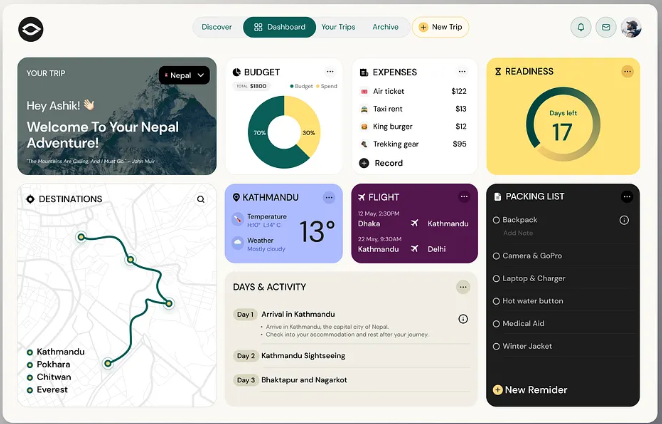 Discover
Dashboard
Your Trips
Archive
New Trip
YOUR TRIP
Nepal
Hey Ashik!
Welcome To Your Nepal
Adventure!
"The Mountains Are Calling And I Must Go." – John Muir
BUDGET
$1800
Budget
Spend
70%
30%
EXPENSES
Air ticket $122
Taxi rent $13
King burger $12
Trekking gear $95
Record
READINESS
Days left
17
DESTINATIONS
Kathmandu
Pokhara
Chitwan
Everest
KATHMANDU
Temperature
H:10° L:14° C
Weather
Mostly cloudy
13°
FLIGHT
12 May, 2:30PM
Dhaka Kathmandu
22 May, 9:30AM
Kathmandu Delhi
DAYS & ACTIVITY
Day 1 Arrival in Kathmandu
• Arrive in Kathmandu, the capital city of Nepal.
• Check into your accommodation and rest after your journey.
Day 2 Kathmandu Sightseeing
Day 3 Bhaktapur and Nagarkot
PACKING LIST
Backpack
Add Note
Camera & GoPro
Laptop & Charger
Hot water button
Medical Aid
Winter Jacket
New Remider